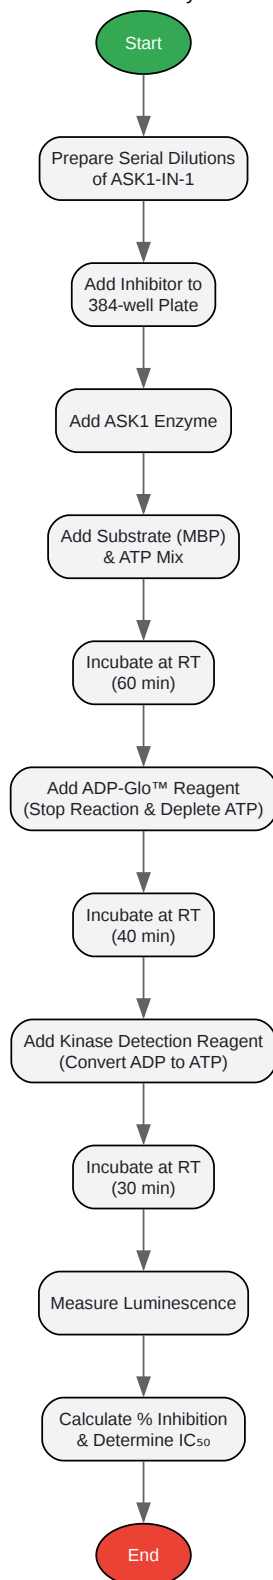 Start
Prepare Serial Dilutions
of ASK1-IN-1
Add Inhibitor to
384-well Plate
Add ASK1 Enzyme
Add Substrate (MBP)
& ATP Mix
Incubate at RT
(60 min)
Add ADP-Glo™ Reagent
(Stop Reaction & Deplete ATP)
Incubate at RT
(40 min)
Add Kinase Detection Reagent
(Convert ADP to ATP)
Incubate at RT
(30 min)
Measure Luminescence
Calculate % Inhibition
& Determine IC₅₀
End